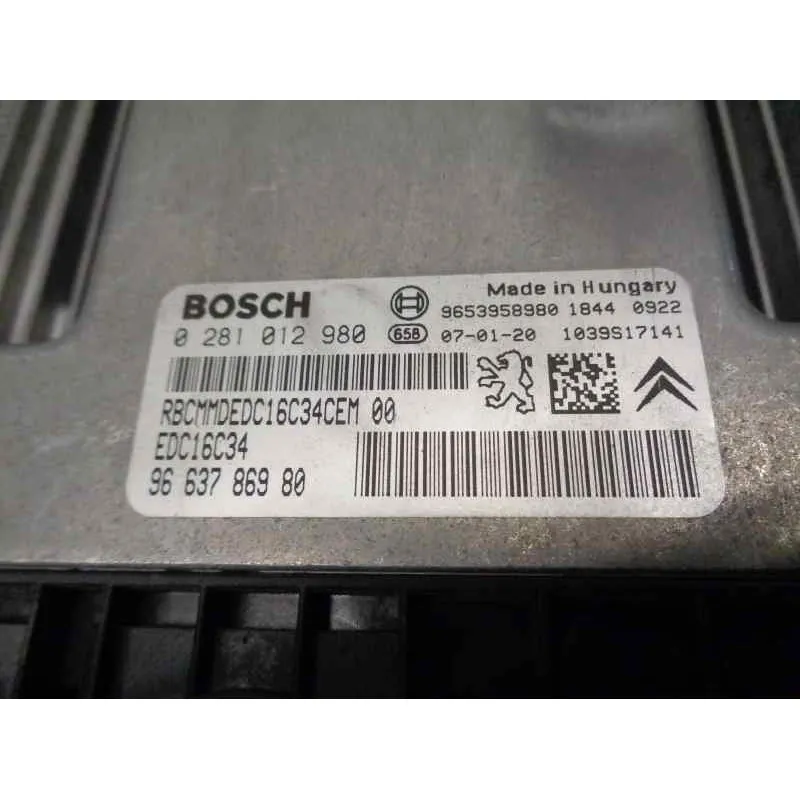 Made in Hungary
BOSCH 9653958980 1844 0922
0 281 012 980 658 07-01-20 1039S17141
RBCMMDEDC16C34CEM 00
EDC16C34
96 637 869 80